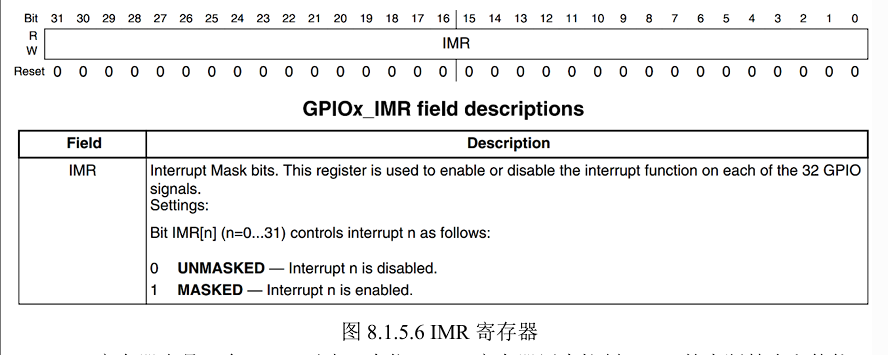 Bit 31 30 29 28 27 26 25 24 23 22 21 20 19 18 17 16 15 14 13 12 11 10 9 8 7 6 5 4 3 2 1 0
R
IMR
W
Reset 0 0 0 0 0 0 0 0 0 0 0 0 0 0 0 0 0 0 0 0 0 0 0 0 0 0 0 0 0 0 0 0
GPIOx_IMR field descriptions
Field Description
IMR Interrupt Mask bits. This register is used to enable or disable the interrupt function on each of the 32 GPIO
signals.
Settings:
Bit IMR[n] (n=0...31) controls interrupt n as follows:
0 UNMASKED — Interrupt n is disabled.
1 MASKED — Interrupt n is enabled.
图 8.1.5.6 IMR 寄存器